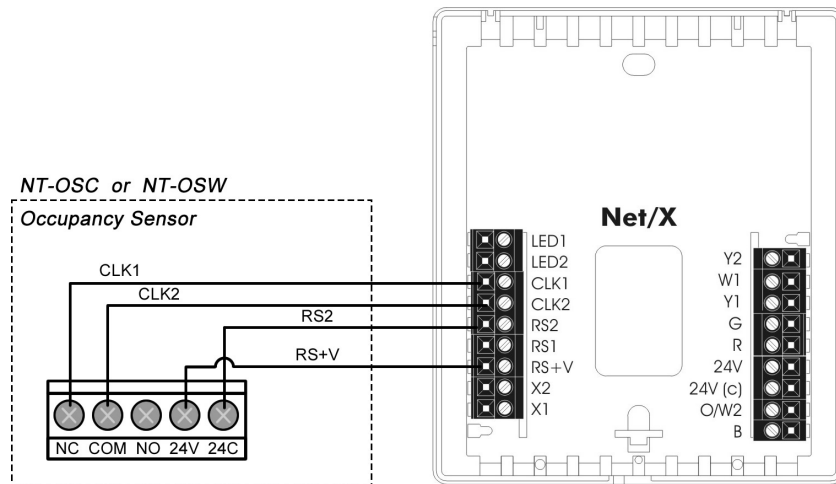 NT-OSC or NT-OSW
Occupancy Sensor
CLK1
CLK2
RS2
RS+V
NC COM NO 24V 24C
Net/X
LED1
LED2
CLK1
CLK2
RS2
RS1
RS+V
X2
X1
Y2
W1
Y1
G
R
24V
24V (c)
O/W2
B